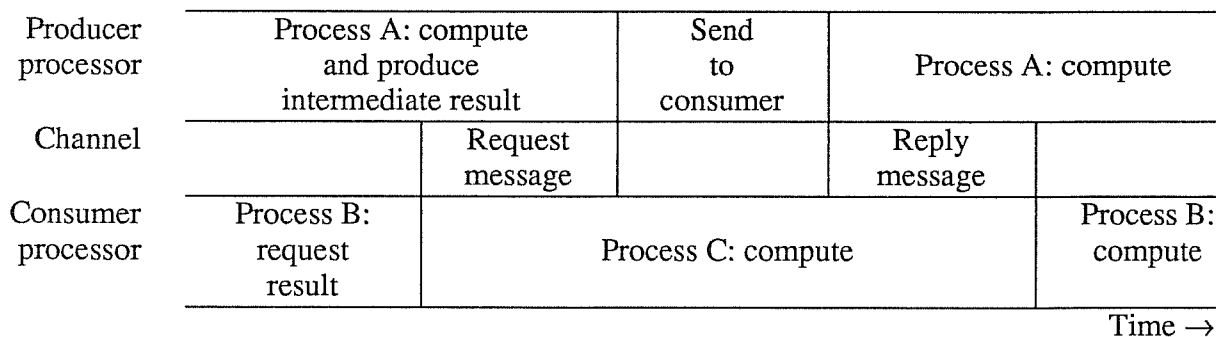 Producer
processor
Process A: compute
and produce
intermediate result
Send
to
consumer
Process A: compute
Channel
Request
message
Reply
message
Consumer
processor
Process B:
request
result
Process C: compute
Process B:
compute
Time →